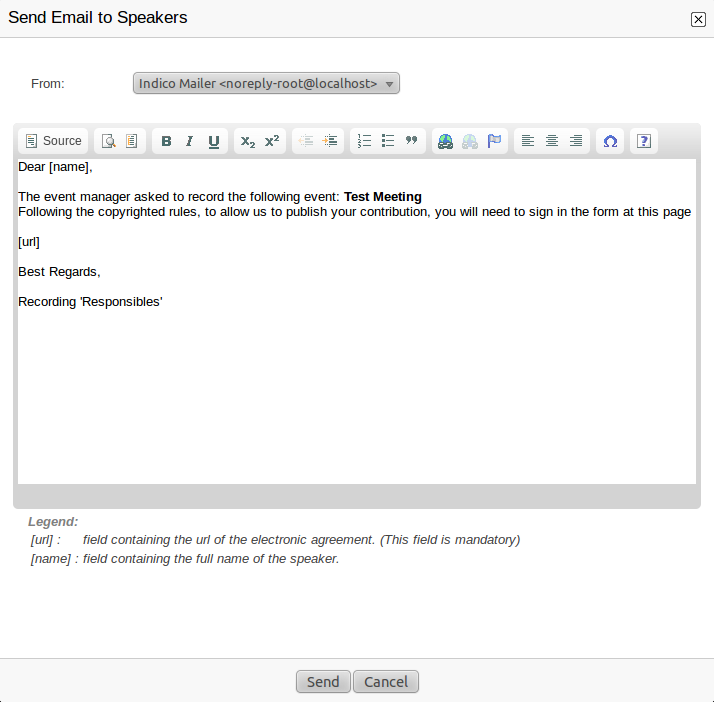 Send Email to Speakers
From: Indico Mailer <noreply-root@localhost>
Source B I U x₂ x² Ω ?
Dear [name],
The event manager asked to record the following event: Test Meeting
Following the copyrighted rules, to allow us to publish your contribution, you will need to sign in the form at this page
[url]
Best Regards,
Recording 'Responsibles'
Legend:
[url] : field containing the url of the electronic agreement. (This field is mandatory)
[name] : field containing the full name of the speaker.
Send Cancel